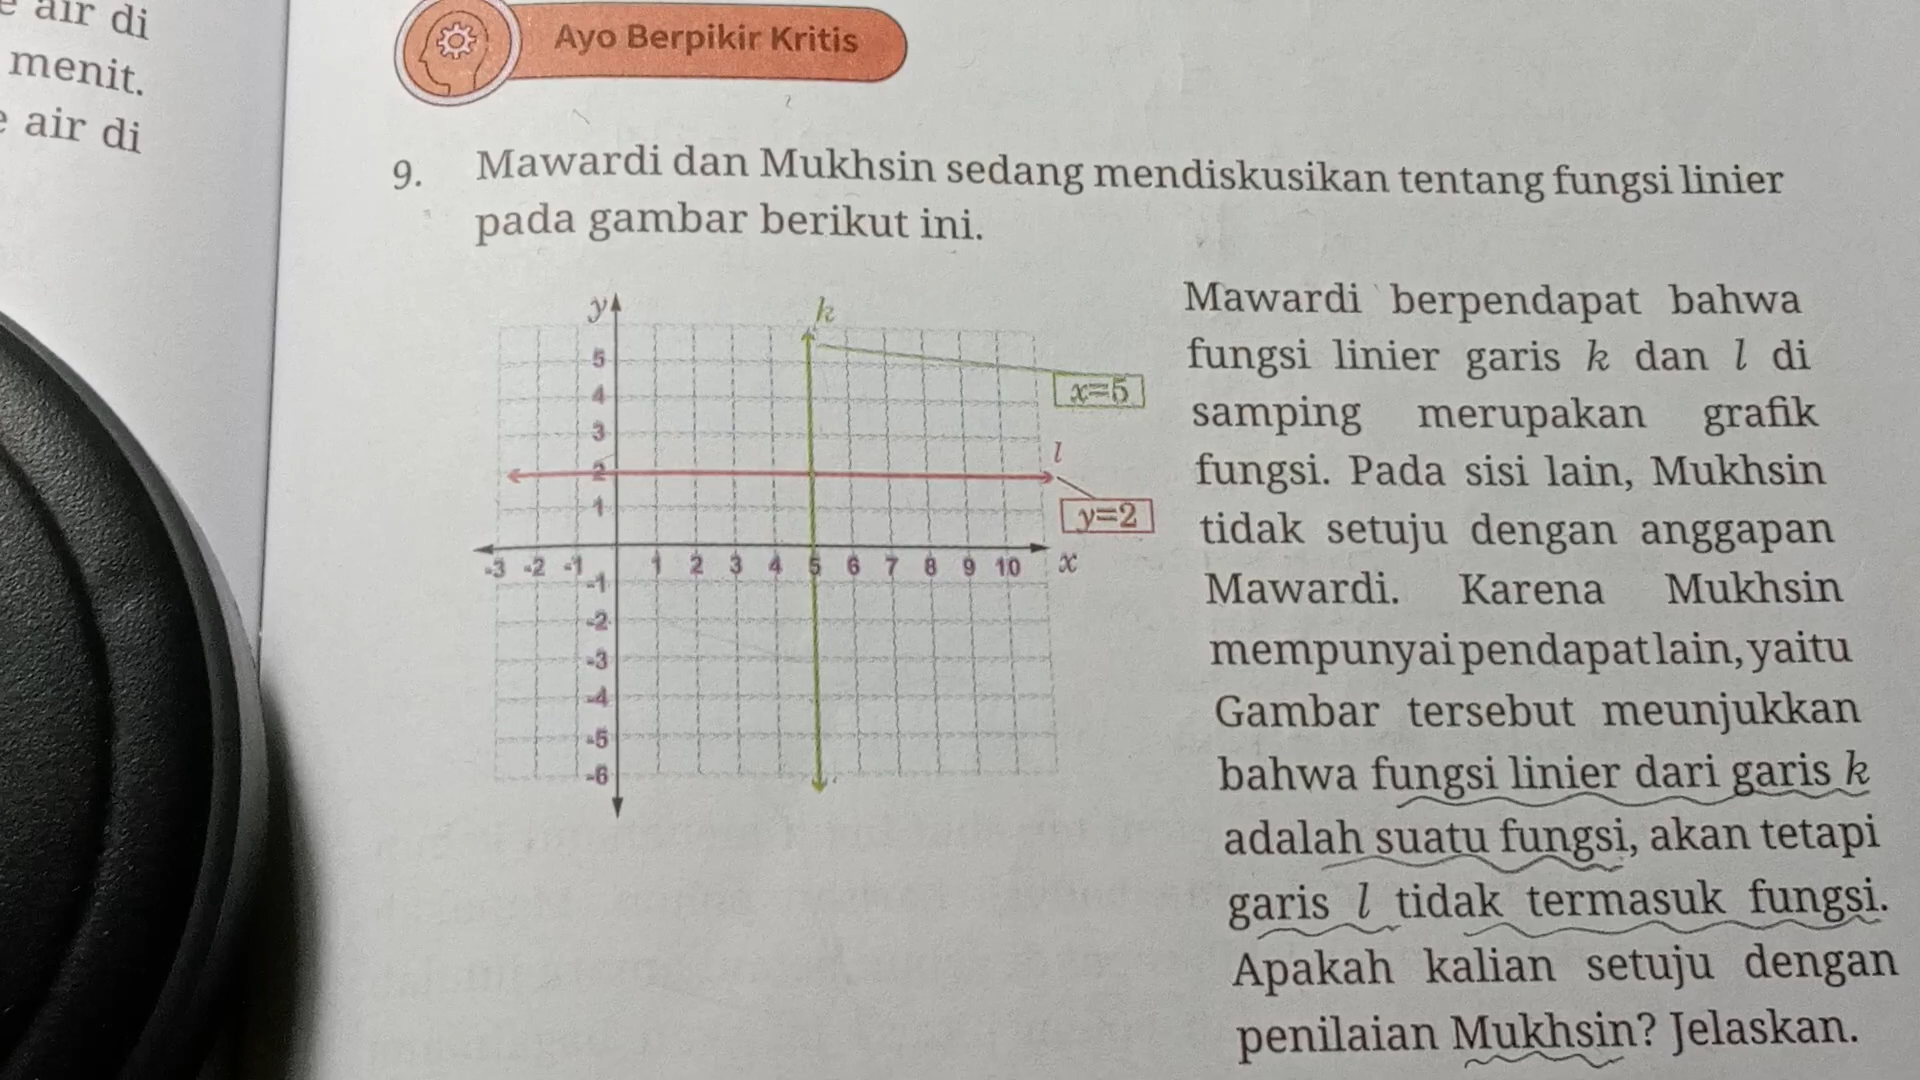 air di
menit.
air di
Ayo Berpikir Kritis
9. Mawardi dan Mukhsin sedang mendiskusikan tentang fungsi linier
pada gambar berikut ini.
y
k
5
4
3
2
1
x=5
l
y=2
-3 -2 -1 1 2 3 4 5 6 7 8 9 10 x
-1
-2
-3
-4
-5
-6
Mawardi berpendapat bahwa
fungsi linier garis k dan l di
samping merupakan grafik
fungsi. Pada sisi lain, Mukhsin
tidak setuju dengan anggapan
Mawardi. Karena Mukhsin
mempunyai pendapat lain, yaitu
Gambar tersebut meunjukkan
bahwa fungsi linier dari garis k
adalah suatu fungsi, akan tetapi
garis l tidak termasuk fungsi.
Apakah kalian setuju dengan
penilaian Mukhsin? Jelaskan.